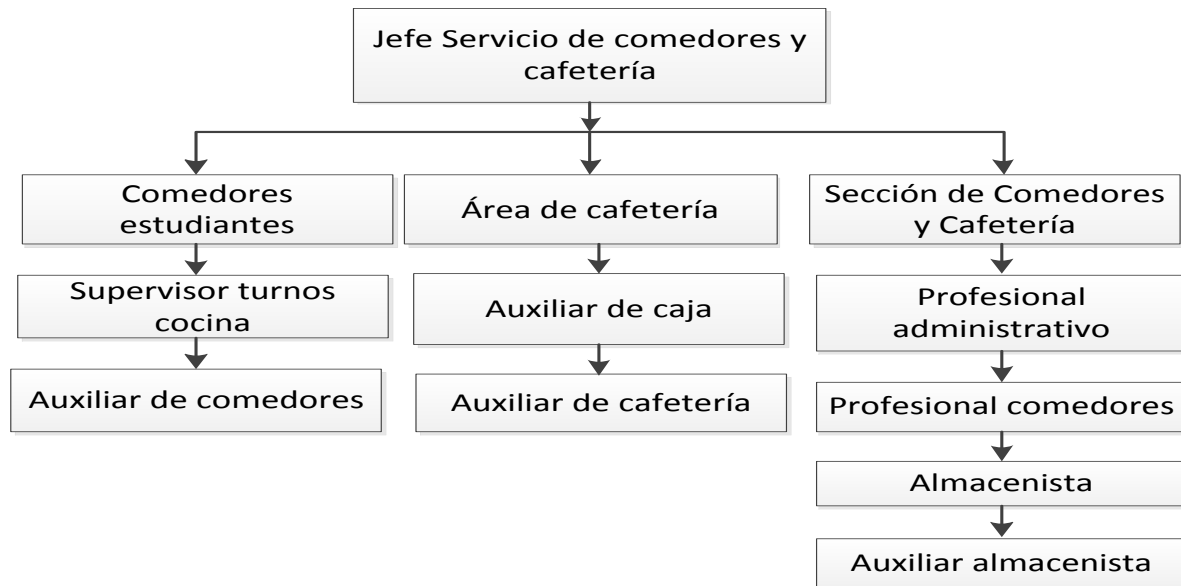 Jefe Servicio de comedores y
cafetería
Comedores
estudiantes
Área de cafetería
Sección de Comedores
y Cafetería
Supervisor turnos
cocina
Auxiliar de caja
Profesional
administrativo
Auxiliar de comedores
Auxiliar de cafetería
Profesional comedores
Almacenista
Auxiliar almacenista